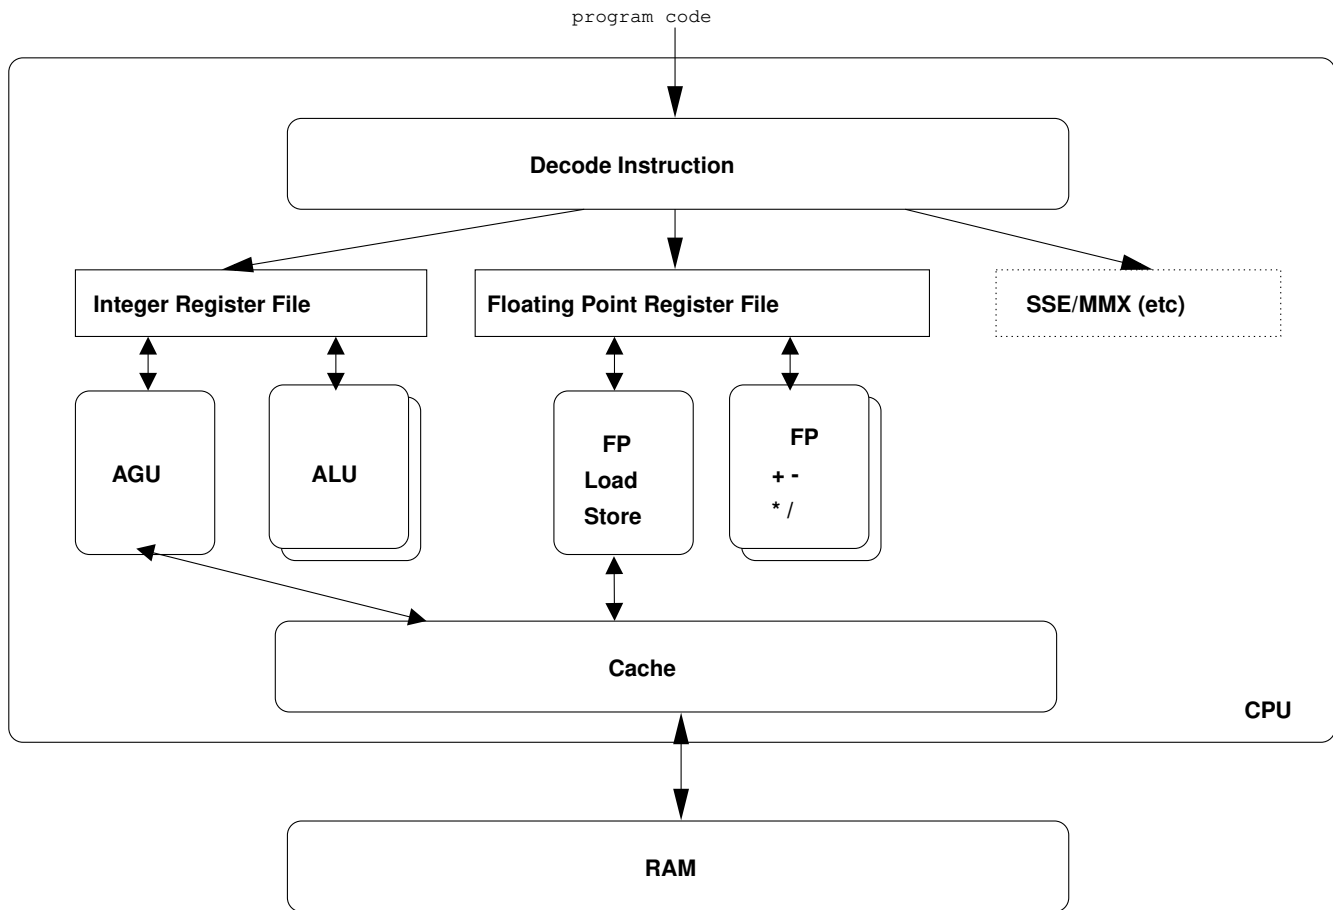 program code
Decode Instruction
Integer Register File
Floating Point Register File
SSE/MMX (etc)
AGU
ALU
FP
Load
Store
FP
+ -
* /
Cache
CPU
RAM